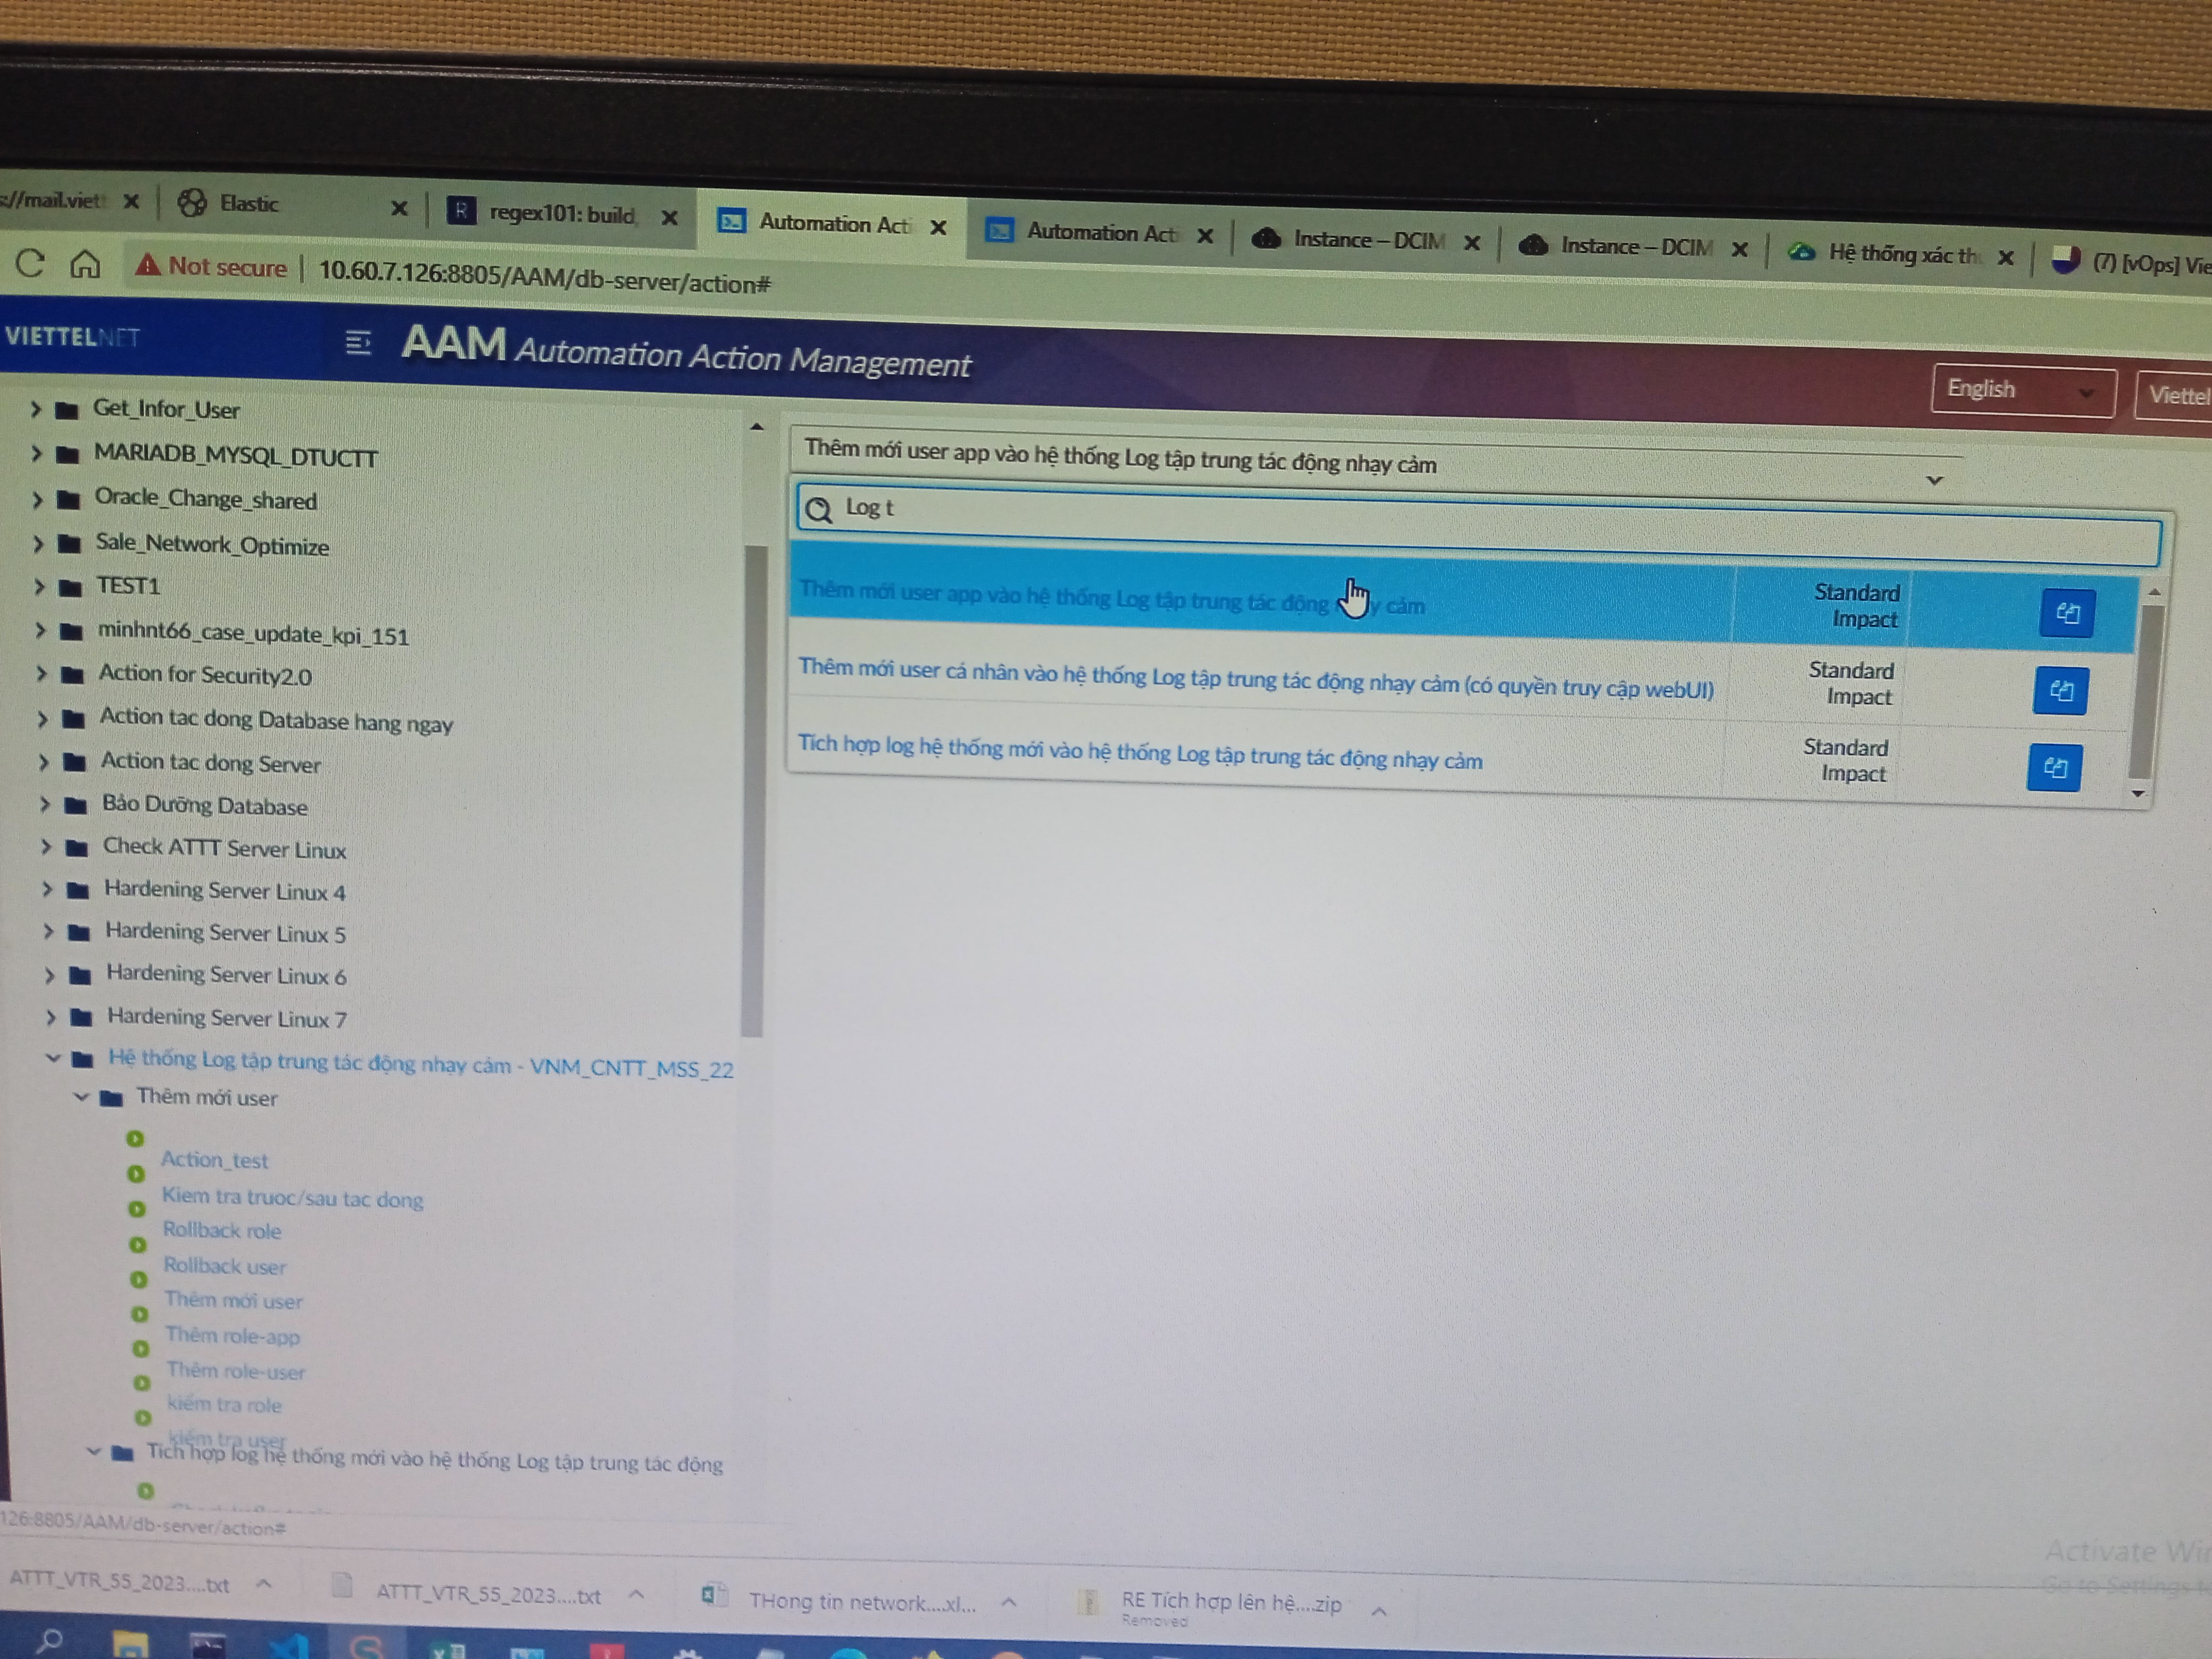 ://mail.viett
Elastic
regex101: build,
Automation Acti
Automation Acti
Instance – DCIM
Instance – DCIM
Hệ thống xác th
(7) [vOps] Vie
Not secure
10.60.7.126:8805/AAM/db-server/action#
VIETTELNET
AAM Automation Action Management
English
Viettel
Get_Infor_User
MARIADB_MYSQL_DTUCTT
Oracle_Change_shared
Sale_Network_Optimize
TEST1
minhnt66_case_update_kpi_151
Action for Security2.0
Action tac dong Database hang ngay
Action tac dong Server
Bảo Dưỡng Database
Check ATTT Server Linux
Hardening Server Linux 4
Hardening Server Linux 5
Hardening Server Linux 6
Hardening Server Linux 7
Hệ thống Log tập trung tác động nhạy cảm - VNM_CNTT_MSS_22
Thêm mới user
Action_test
Kiem tra truoc/sau tac dong
Rollback role
Rollback user
Thêm mới user
Thêm role-app
Thêm role-user
kiểm tra role
kiểm tra user
Tích hợp log hệ thống mới vào hệ thống Log tập trung tác động
Thêm mới user app vào hệ thống Log tập trung tác động nhạy cảm
Log t
Thêm mới user app vào hệ thống Log tập trung tác động cảm
Standard
Impact
Thêm mới user cá nhân vào hệ thống Log tập trung tác động nhạy cảm (có quyền truy cập webUI)
Standard
Impact
Tích hợp log hệ thống mới vào hệ thống Log tập trung tác động nhạy cảm
Standard
Impact
126:8805/AAM/db-server/action#
Activate Win
Go to Settings
ATTT_VTR_55_2023....txt
ATTT_VTR_55_2023....txt
THong tin network....xl...
RE Tích hợp lên hệ....zip
Removed